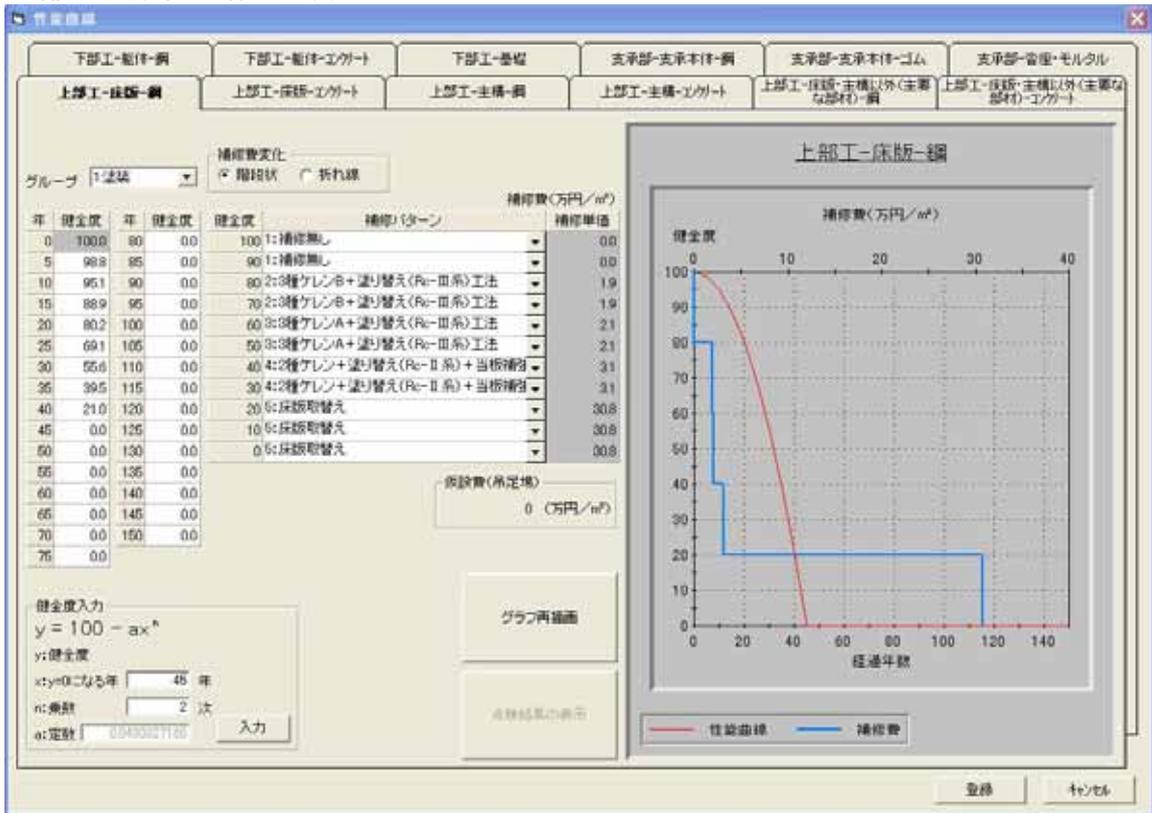 性能曲線
下部工-躯体-鋼
下部工-躯体-コンクリート
下部工-基礎
支承部-支承本体-鋼
支承部-支承本体-ゴム
支承部-沓座・モルタル
上部工-床版-鋼
上部工-床版-コンクリート
上部工-主構-鋼
上部工-主構-コンクリート
上部工-床版・主構以外(主要な部材)-鋼
上部工-床版・主構以外(主要な部材)-コンクリート
グループ 1:塗装
補修費変化
階段状 折れ線
補修費(万円/㎡)
年 健全度 年 健全度 健全度 補修パターン 補修単価
0 100.0 80 0.0 100 1:補修無し 0.0
5 98.8 85 0.0 90 1:補修無し 0.0
10 95.1 90 0.0 80 2:3種ケレンB+塗り替え(Rc-Ⅲ系)工法 1.9
15 88.9 95 0.0 70 2:3種ケレンB+塗り替え(Rc-Ⅲ系)工法 1.9
20 80.2 100 0.0 60 3:3種ケレンA+塗り替え(Rc-Ⅲ系)工法 2.1
25 69.1 105 0.0 50 3:3種ケレンA+塗り替え(Rc-Ⅲ系)工法 2.1
30 55.6 110 0.0 40 4:2種ケレン+塗り替え(Rc-Ⅱ系)+当板補強 3.1
35 39.5 115 0.0 30 4:2種ケレン+塗り替え(Rc-Ⅱ系)+当板補強 3.1
40 21.0 120 0.0 20 5:床版取替え 30.8
45 0.0 125 0.0 10 5:床版取替え 30.8
50 0.0 130 0.0 0 5:床版取替え 30.8
55 0.0 135 0.0
60 0.0 140 0.0
65 0.0 145 0.0
70 0.0 150 0.0
75 0.0
仮設費(吊足場)
0 (万円/㎡)
健全度入力
y = 100 - axⁿ
y:健全度
x:y=0になる年 45 年
n:乗数 2 次
a:定数
入力
グラフ再描画
点検結果の表示
上部工-床版-鋼
補修費(万円/㎡)
健全度
0 10 20 30 40
100
90
80
70
60
50
40
30
20
10
0
0 20 40 60 80 100 120 140
経過年数
性能曲線 補修費
登録 キャンセル